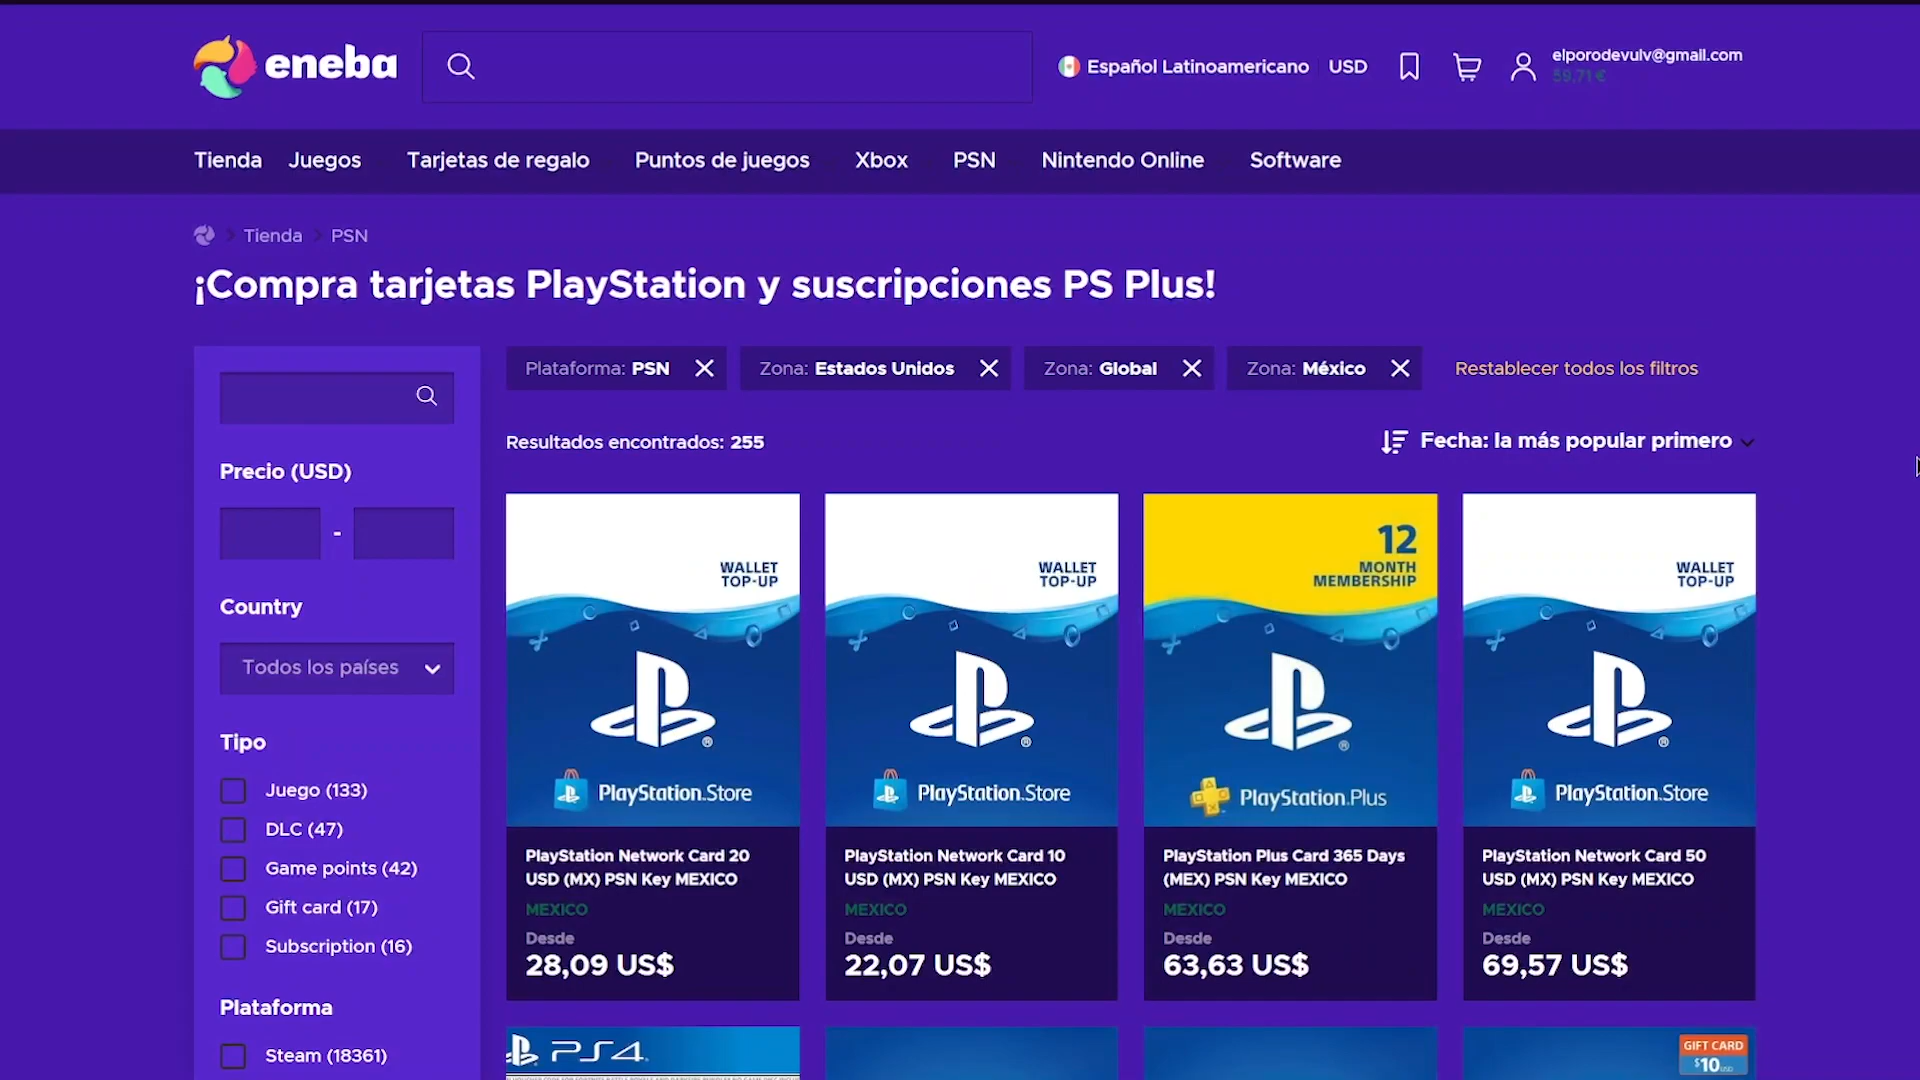 eneba
Español Latinoamericano
USD
elporodevulv@gmail.com
59,71 €
Tienda
Juegos
Tarjetas de regalo
Puntos de juegos
Xbox
PSN
Nintendo Online
Software
Tienda
PSN
¡Compra tarjetas PlayStation y suscripciones PS Plus!
Plataforma: PSN
Zona: Estados Unidos
Zona: Global
Zona: México
Restablecer todos los filtros
Resultados encontrados: 255
Fecha: la más popular primero
Precio (USD)
-
Country
Todos los países
Tipo
Juego (133)
DLC (47)
Game points (42)
Gift card (17)
Subscription (16)
Plataforma
Steam (18361)
WALLET
TOP-UP
PlayStation.Store
PlayStation Network Card 20
USD (MX) PSN Key MEXICO
MEXICO
Desde
28,09 US$
WALLET
TOP-UP
PlayStation.Store
PlayStation Network Card 10
USD (MX) PSN Key MEXICO
MEXICO
Desde
22,07 US$
12
MONTH
MEMBERSHIP
PlayStation.Plus
PlayStation Plus Card 365 Days
(MEX) PSN Key MEXICO
MEXICO
Desde
63,63 US$
WALLET
TOP-UP
PlayStation.Store
PlayStation Network Card 50
USD (MX) PSN Key MEXICO
MEXICO
Desde
69,57 US$
PS4
GIFT CARD
$10 USD